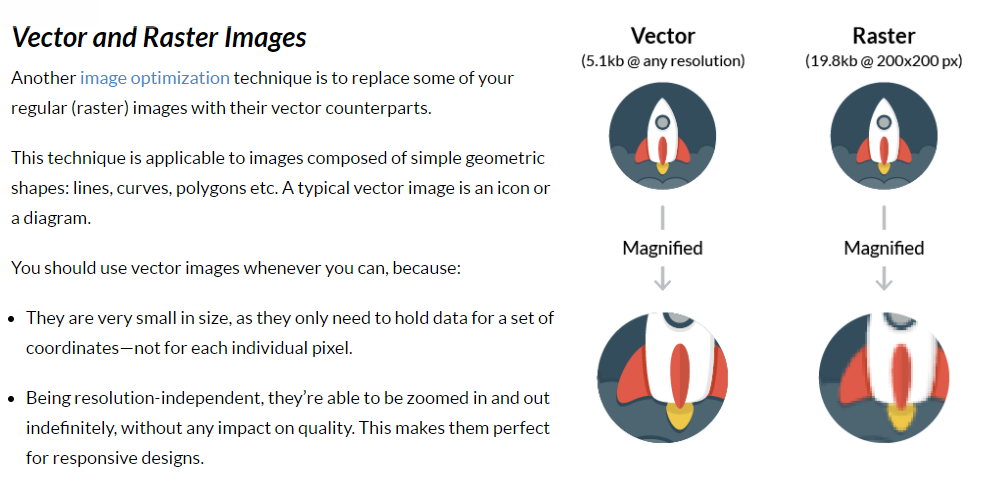 Vector and Raster Images
Another image optimization technique is to replace some of your
regular (raster) images with their vector counterparts.
This technique is applicable to images composed of simple geometric
shapes: lines, curves, polygons etc. A typical vector image is an icon or
a diagram.
You should use vector images whenever you can, because:
• They are very small in size, as they only need to hold data for a set of
coordinates—not for each individual pixel.
• Being resolution-independent, they’re able to be zoomed in and out
indefinitely, without any impact on quality. This makes them perfect
for responsive designs.
Vector
(5.1kb @ any resolution)
Magnified
Raster
(19.8kb @ 200x200 px)
Magnified